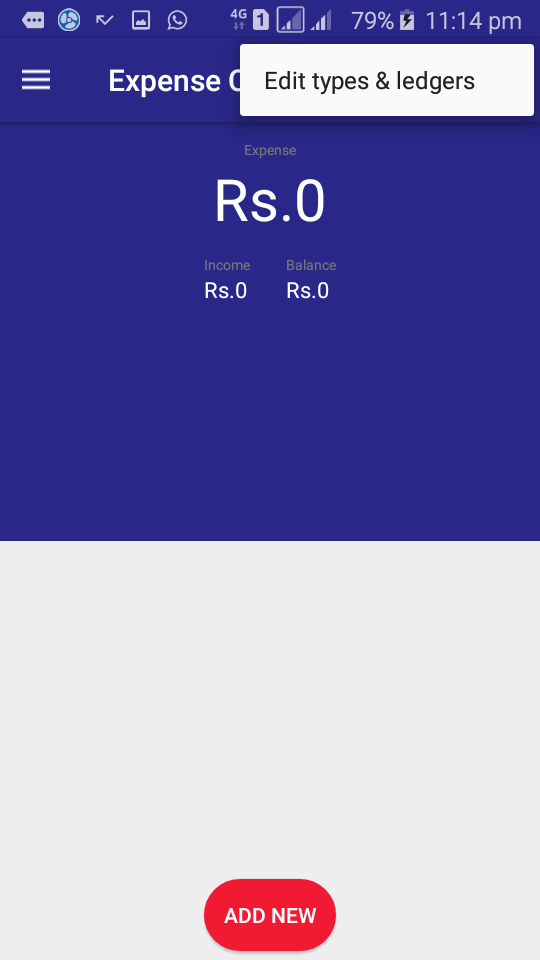 4G 1 79% 11:14 pm
Expense
Edit types & ledgers
Expense
Rs.0
Income Balance
Rs.0 Rs.0
ADD NEW